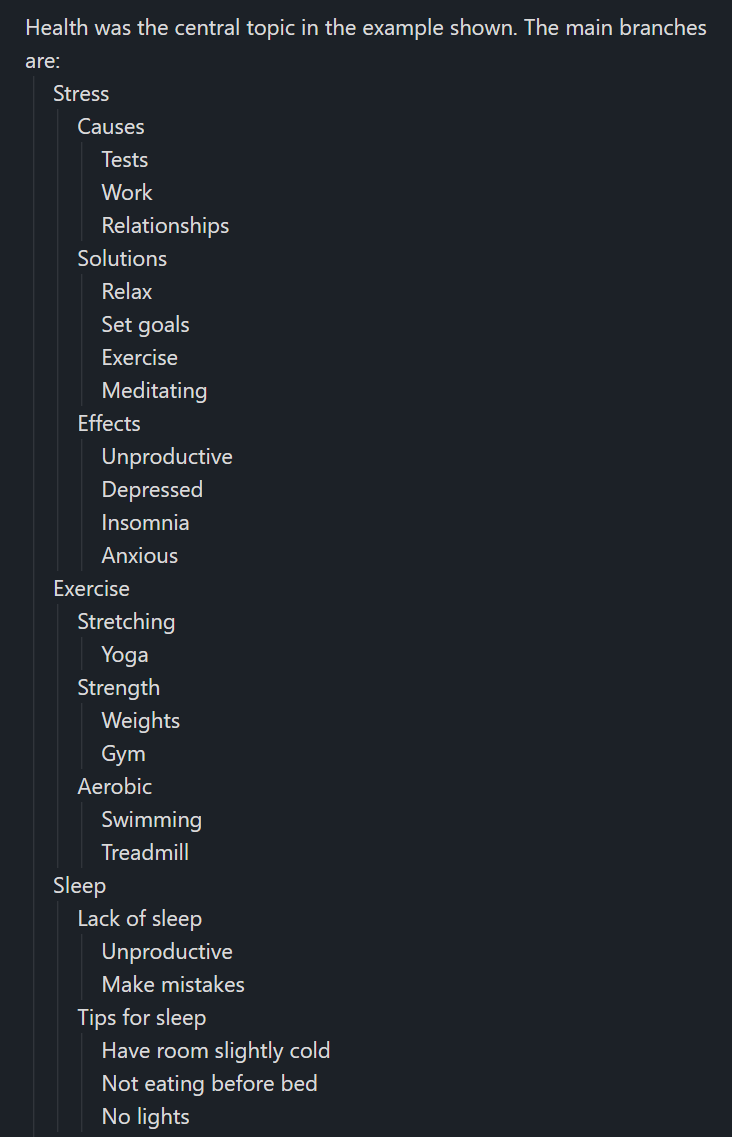 Health was the central topic in the example shown. The main branches
are:
Stress
Causes
Tests
Work
Relationships
Solutions
Relax
Set goals
Exercise
Meditating
Effects
Unproductive
Depressed
Insomnia
Anxious
Exercise
Stretching
Yoga
Strength
Weights
Gym
Aerobic
Swimming
Treadmill
Sleep
Lack of sleep
Unproductive
Make mistakes
Tips for sleep
Have room slightly cold
Not eating before bed
No lights